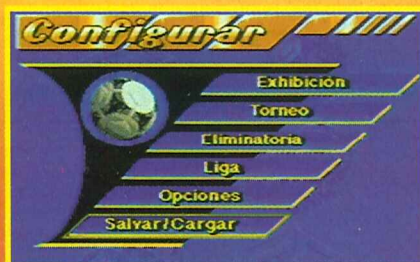 Configurar
Exhibición
Torneo
Eliminatoria
Liga
Opciones
Salvar/Cargar